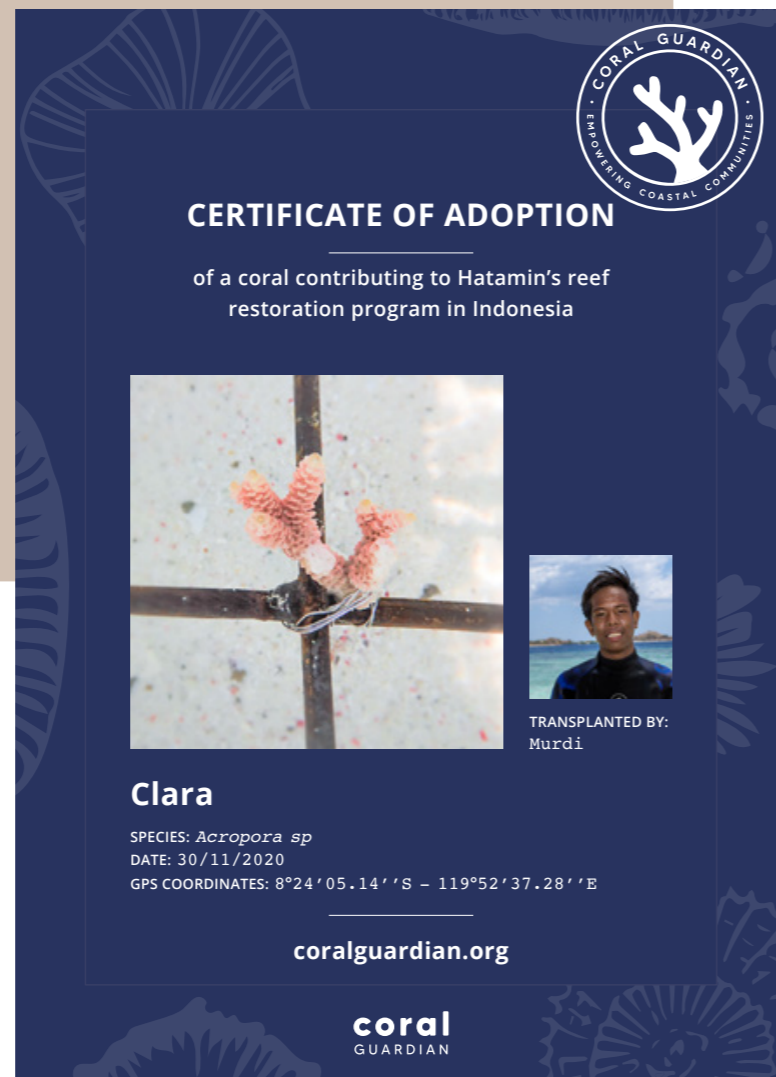 CORAL GUARDIAN
EMPOWERING COASTAL COMMUNITIES
CERTIFICATE OF ADOPTION
of a coral contributing to Hatamin’s reef
restoration program in Indonesia
TRANSPLANTED BY:
Murdi
Clara
SPECIES: Acropora sp
DATE: 30/11/2020
GPS COORDINATES: 8°24’05.14’’S – 119°52’37.28’’E
coralguardian.org
coral
GUARDIAN